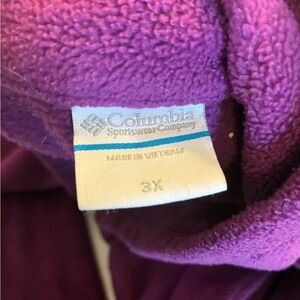 Columbia
Sportswear Company
MADE IN VIETNAM
3X